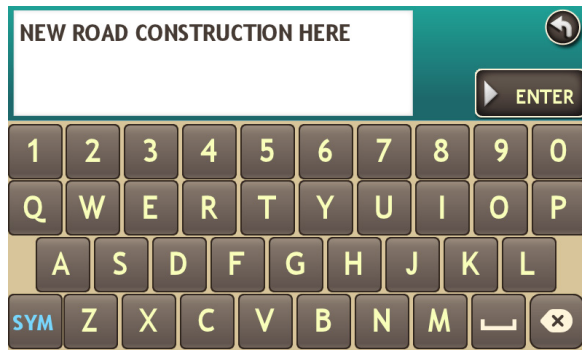 NEW ROAD CONSTRUCTION HERE
ENTER
1 2 3 4 5 6 7 8 9 0
Q W E R T Y U I O P
A S D F G H J K L
SYM Z X C V B N M